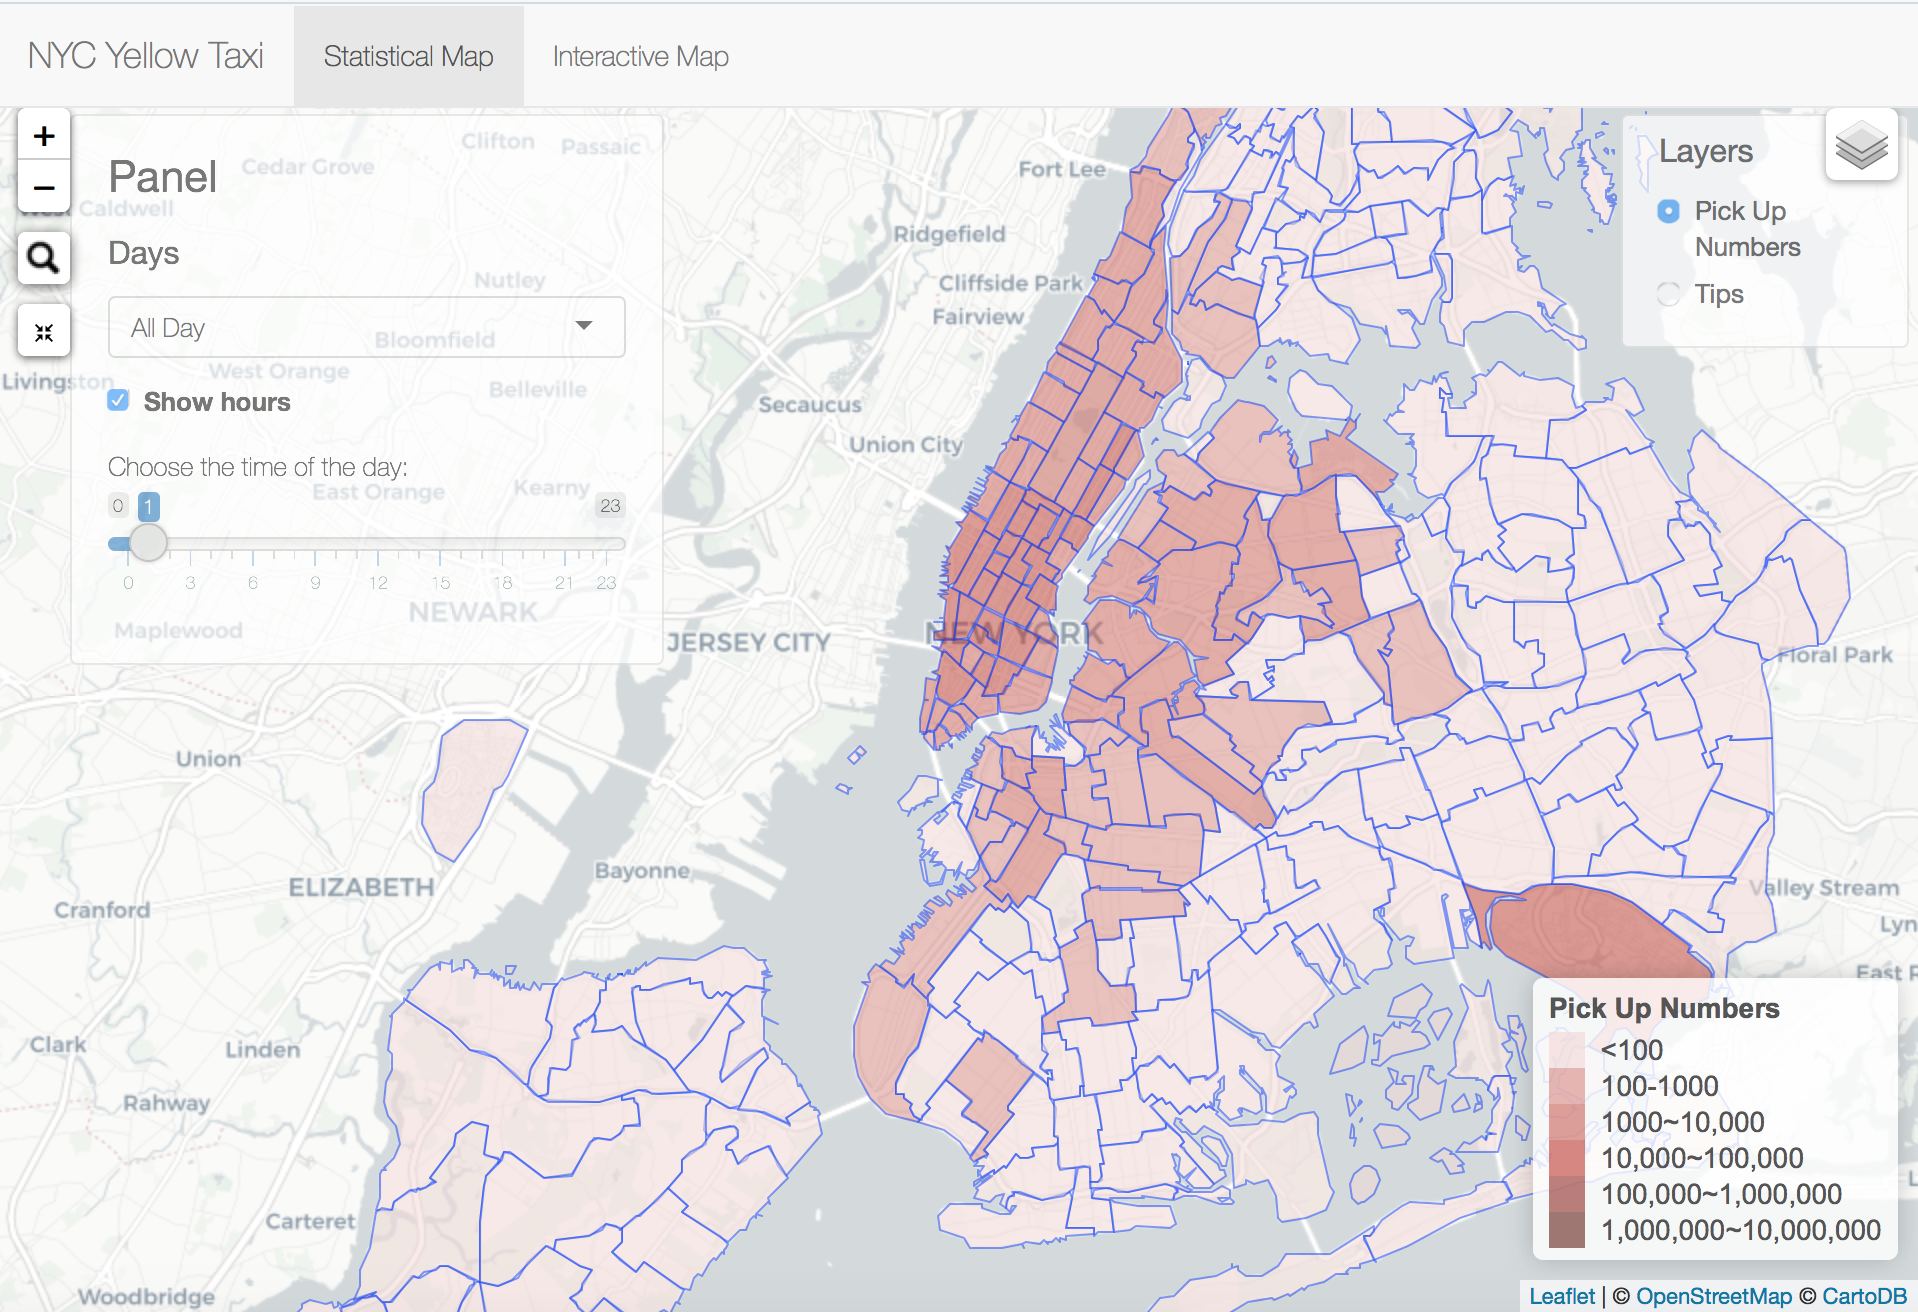 NYC Yellow Taxi
Statistical Map
Interactive Map
+
−
Panel
Days
All Day
Show hours
Choose the time of the day:
0
1
23
0 3 6 9 12 15 18 21 23
Layers
Pick Up
Numbers
Tips
Clifton
Passaic
Cedar Grove
Caldwell
Fort Lee
Ridgefield
Nutley
Cliffside Park
Fairview
Bloomfield
West Orange
Livingston
Belleville
Secaucus
Union City
East Orange
Kearny
NEWARK
Maplewood
JERSEY CITY
NEW YORK
Floral Park
Union
Bayonne
ELIZABETH
Cranford
Valley Stream
Lyn
East R
Clark
Linden
Rahway
Carteret
Woodbridge
Pick Up Numbers
<100
100-1000
1000~10,000
10,000~100,000
100,000~1,000,000
1,000,000~10,000,000
Leaflet | © OpenStreetMap © CartoDB